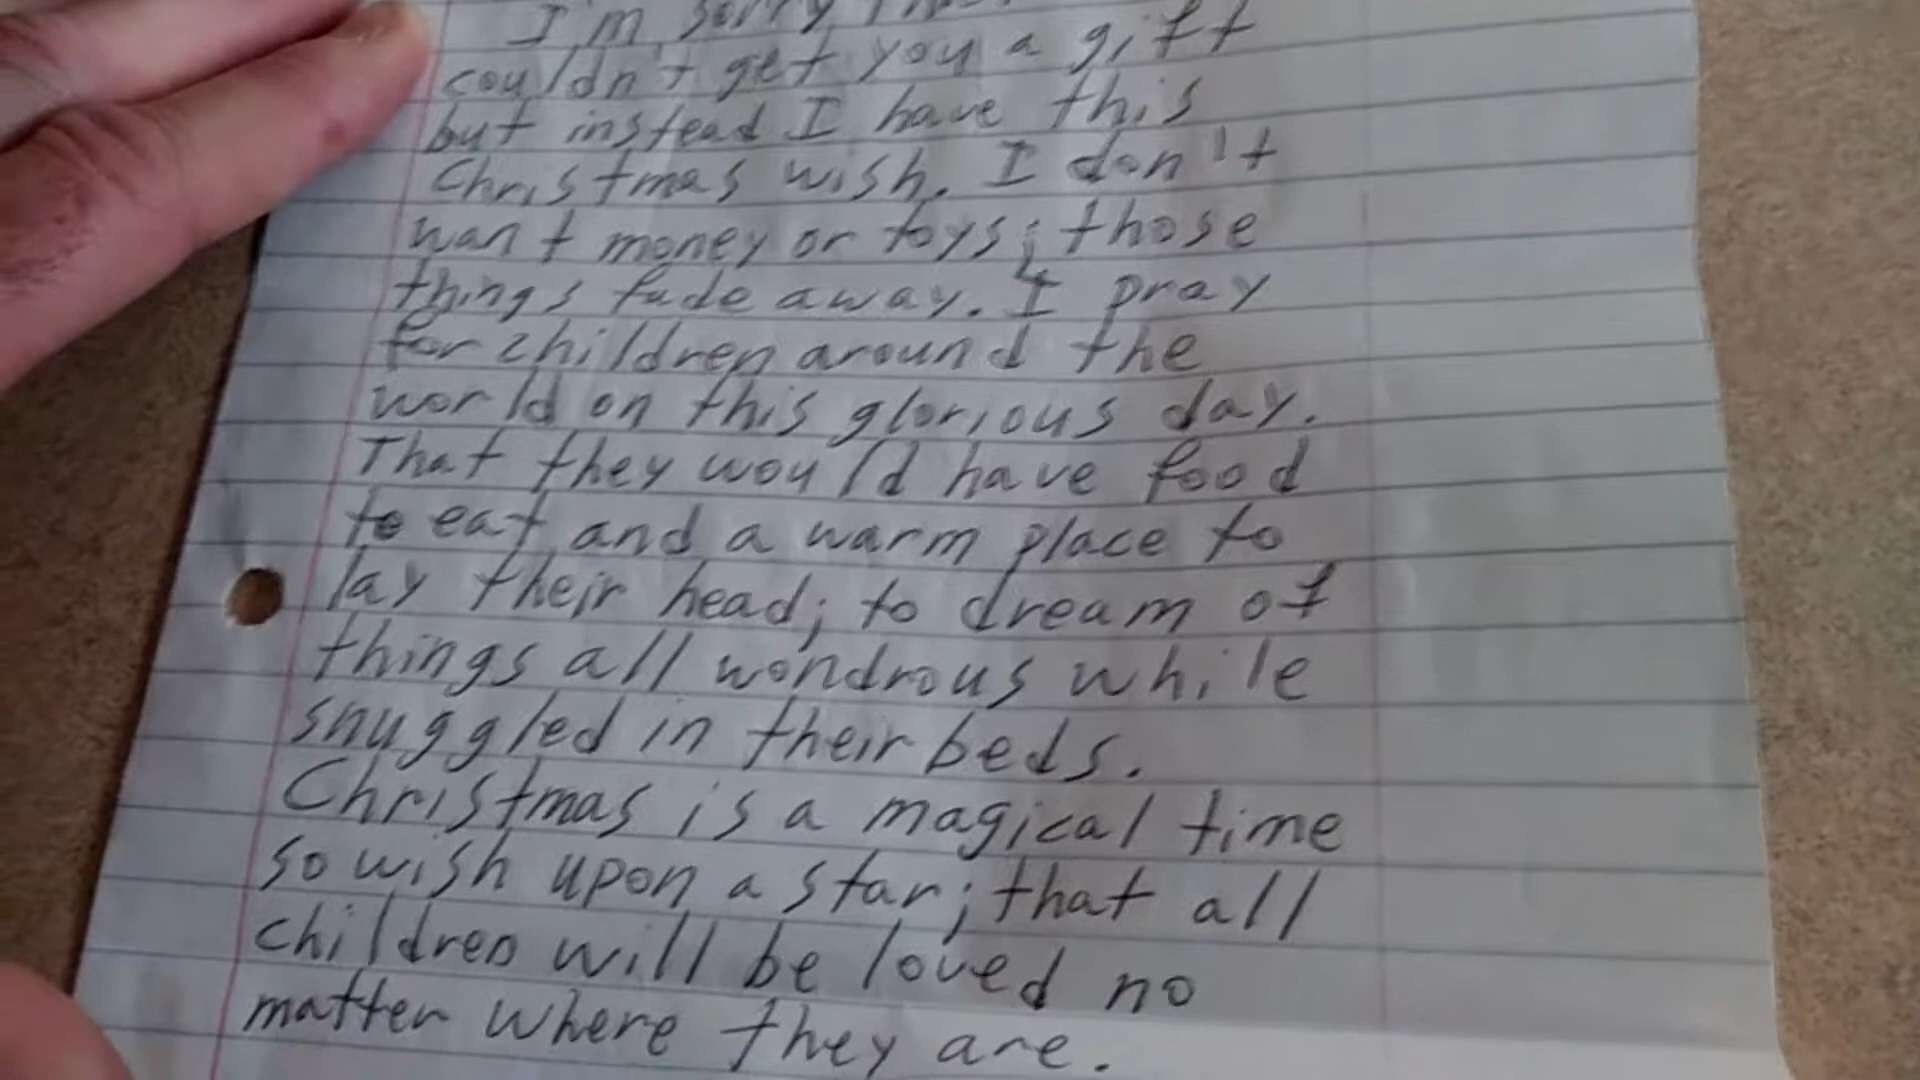 I'm sorry that
couldn't get you a gift
but instead I have this
Christmas wish. I don't
want money or toys; those
things fade away. I pray
for children around the
world on this glorious day.
That they would have food
to eat and a warm place to
lay their head; to dream of
things all wondrous while
snuggled in their beds.
Christmas is a magical time
so wish upon a star; that all
children will be loved no
matter where they are.